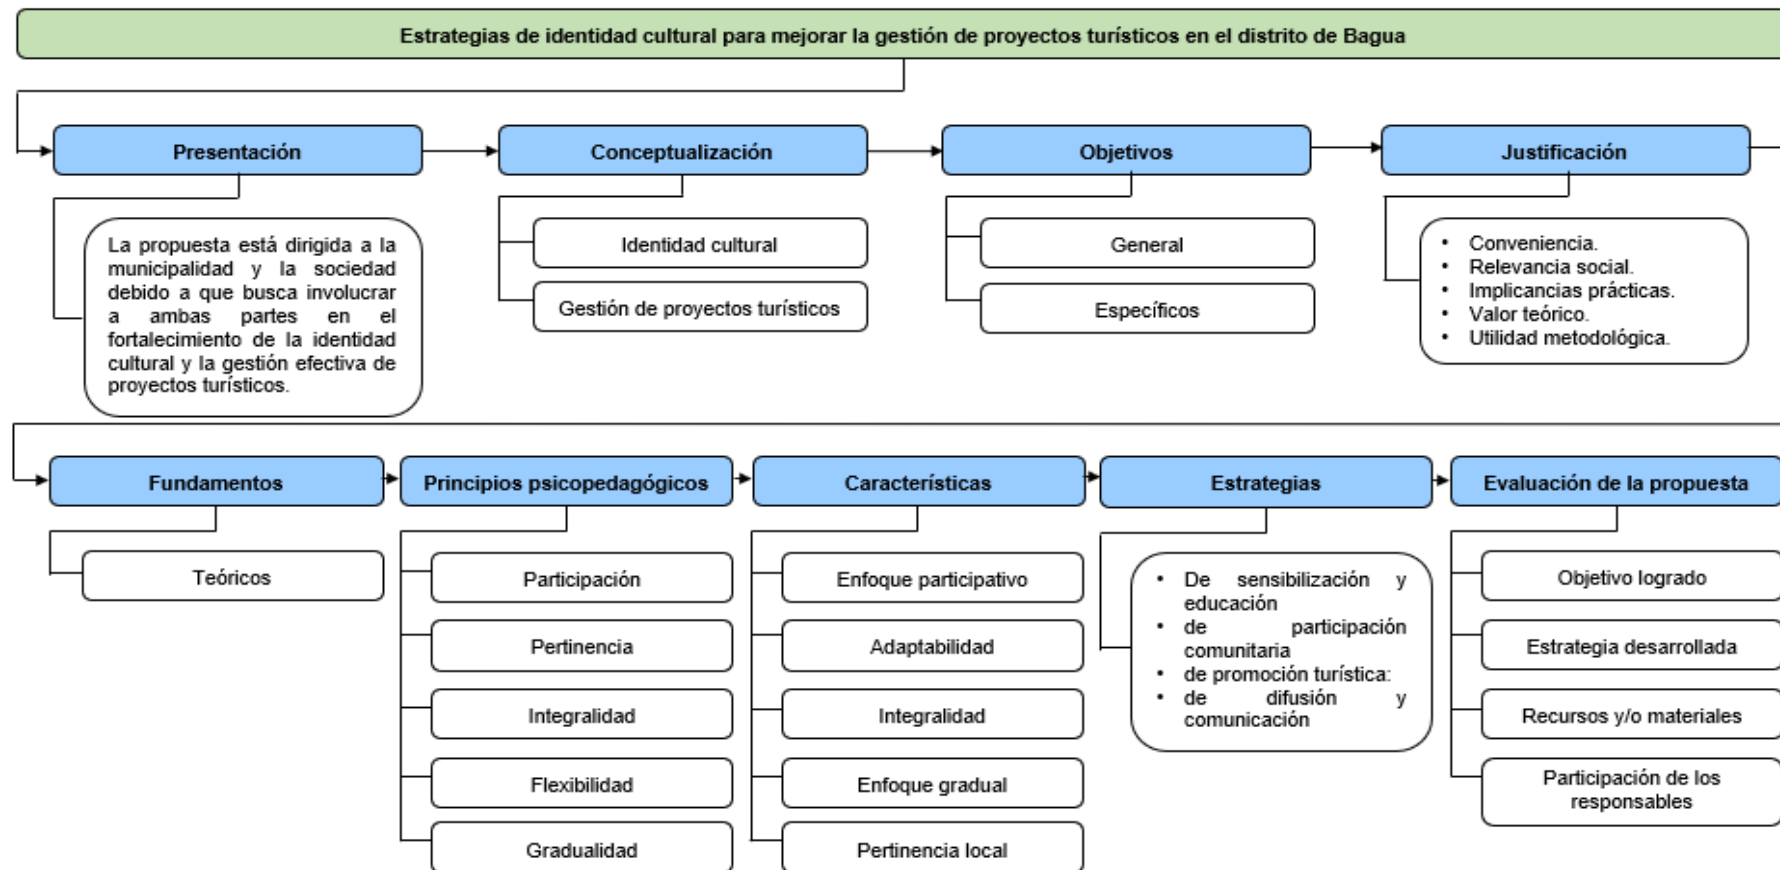 Estrategias de identidad cultural para mejorar la gestión de proyectos turísticos en el distrito de Bagua
Presentación
La propuesta está dirigida a la
municipalidad y la sociedad
debido a que busca involucrar
a ambas partes en el
fortalecimiento de la identidad
cultural y la gestión efectiva de
proyectos turísticos.
Conceptualización
Identidad cultural
Gestión de proyectos turísticos
Objetivos
General
Específicos
Justificación
• Conveniencia.
• Relevancia social.
• Implicancias prácticas.
• Valor teórico.
• Utilidad metodológica.
Fundamentos
Teóricos
Principios psicopedagógicos
Participación
Pertinencia
Integralidad
Flexibilidad
Gradualidad
Características
Enfoque participativo
Adaptabilidad
Integralidad
Enfoque gradual
Pertinencia local
Estrategias
• De sensibilización y
educación
• de participación
comunitaria
• de promoción turística:
• de difusión y
comunicación
Evaluación de la propuesta
Objetivo logrado
Estrategia desarrollada
Recursos y/o materiales
Participación de los
responsables